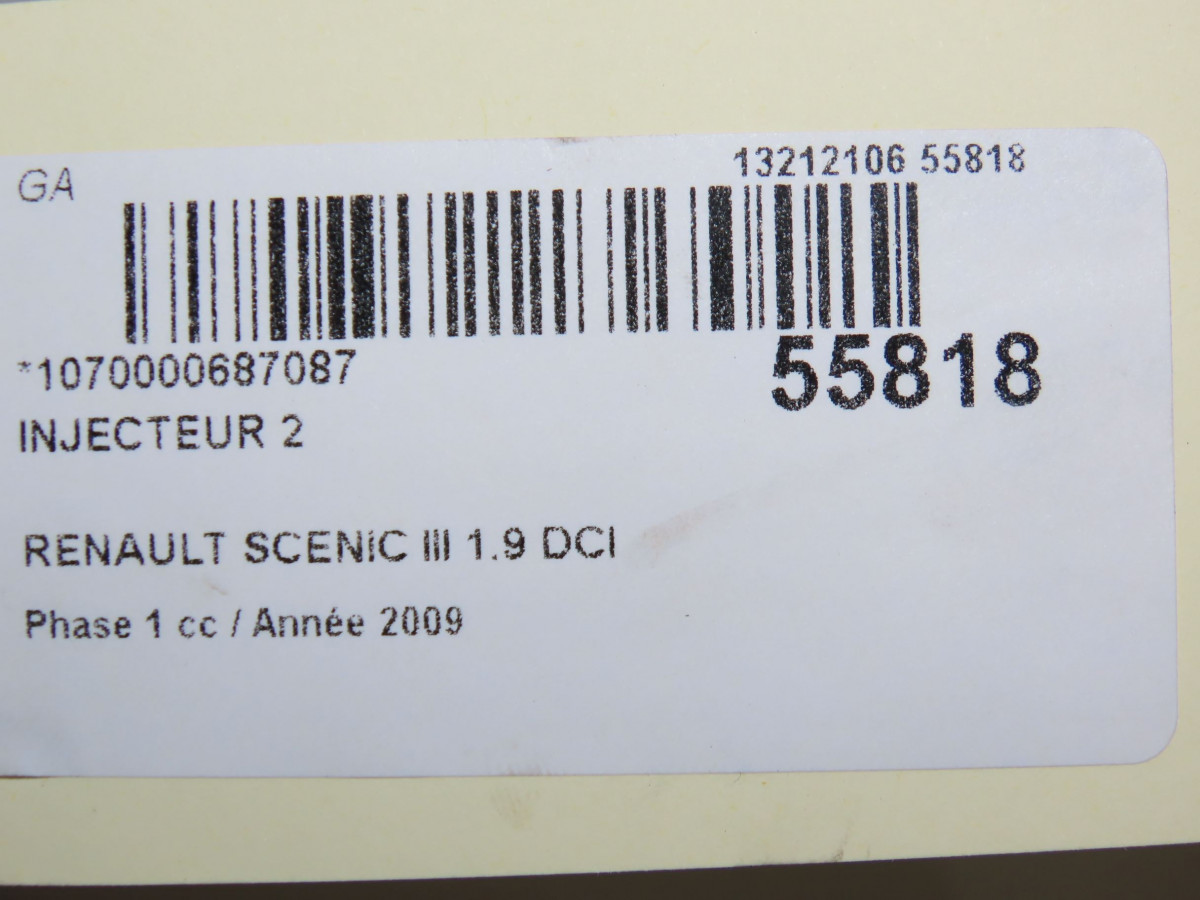 GA
13212106 55818
*1070000687087
55818
INJECTEUR 2
RENAULT SCENIC III 1.9 DCI
Phase 1 cc / Année 2009